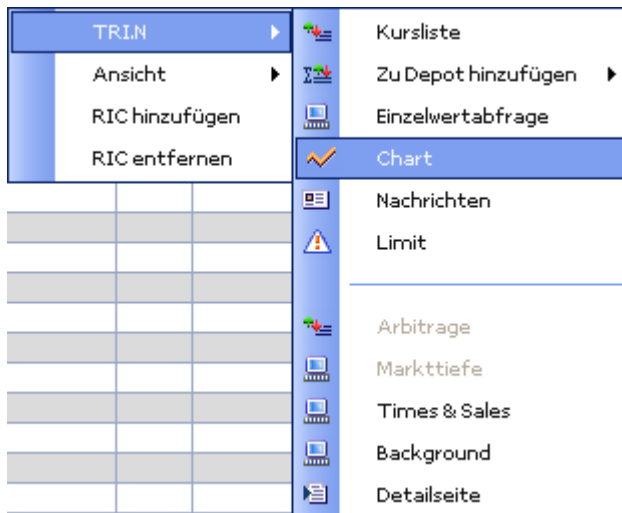 TRI.N
Ansicht
RIC hinzufügen
RIC entfernen
Kursliste
Zu Depot hinzufügen
Einzelwertabfrage
Chart
Nachrichten
Limit
Arbitrage
Markttiefe
Times & Sales
Background
Detailseite